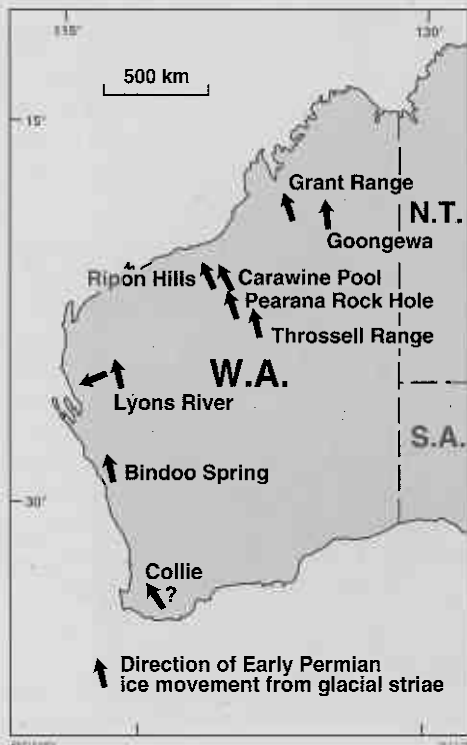 115°
130°
500 km
15°
Grant Range
N.T.
Goongewa
Ripon Hills
Carawine Pool
Pearana Rock Hole
Throssell Range
W.A.
Lyons River
S.A.
Bindoo Spring
30°
Collie
?
Direction of Early Permian
ice movement from glacial striae